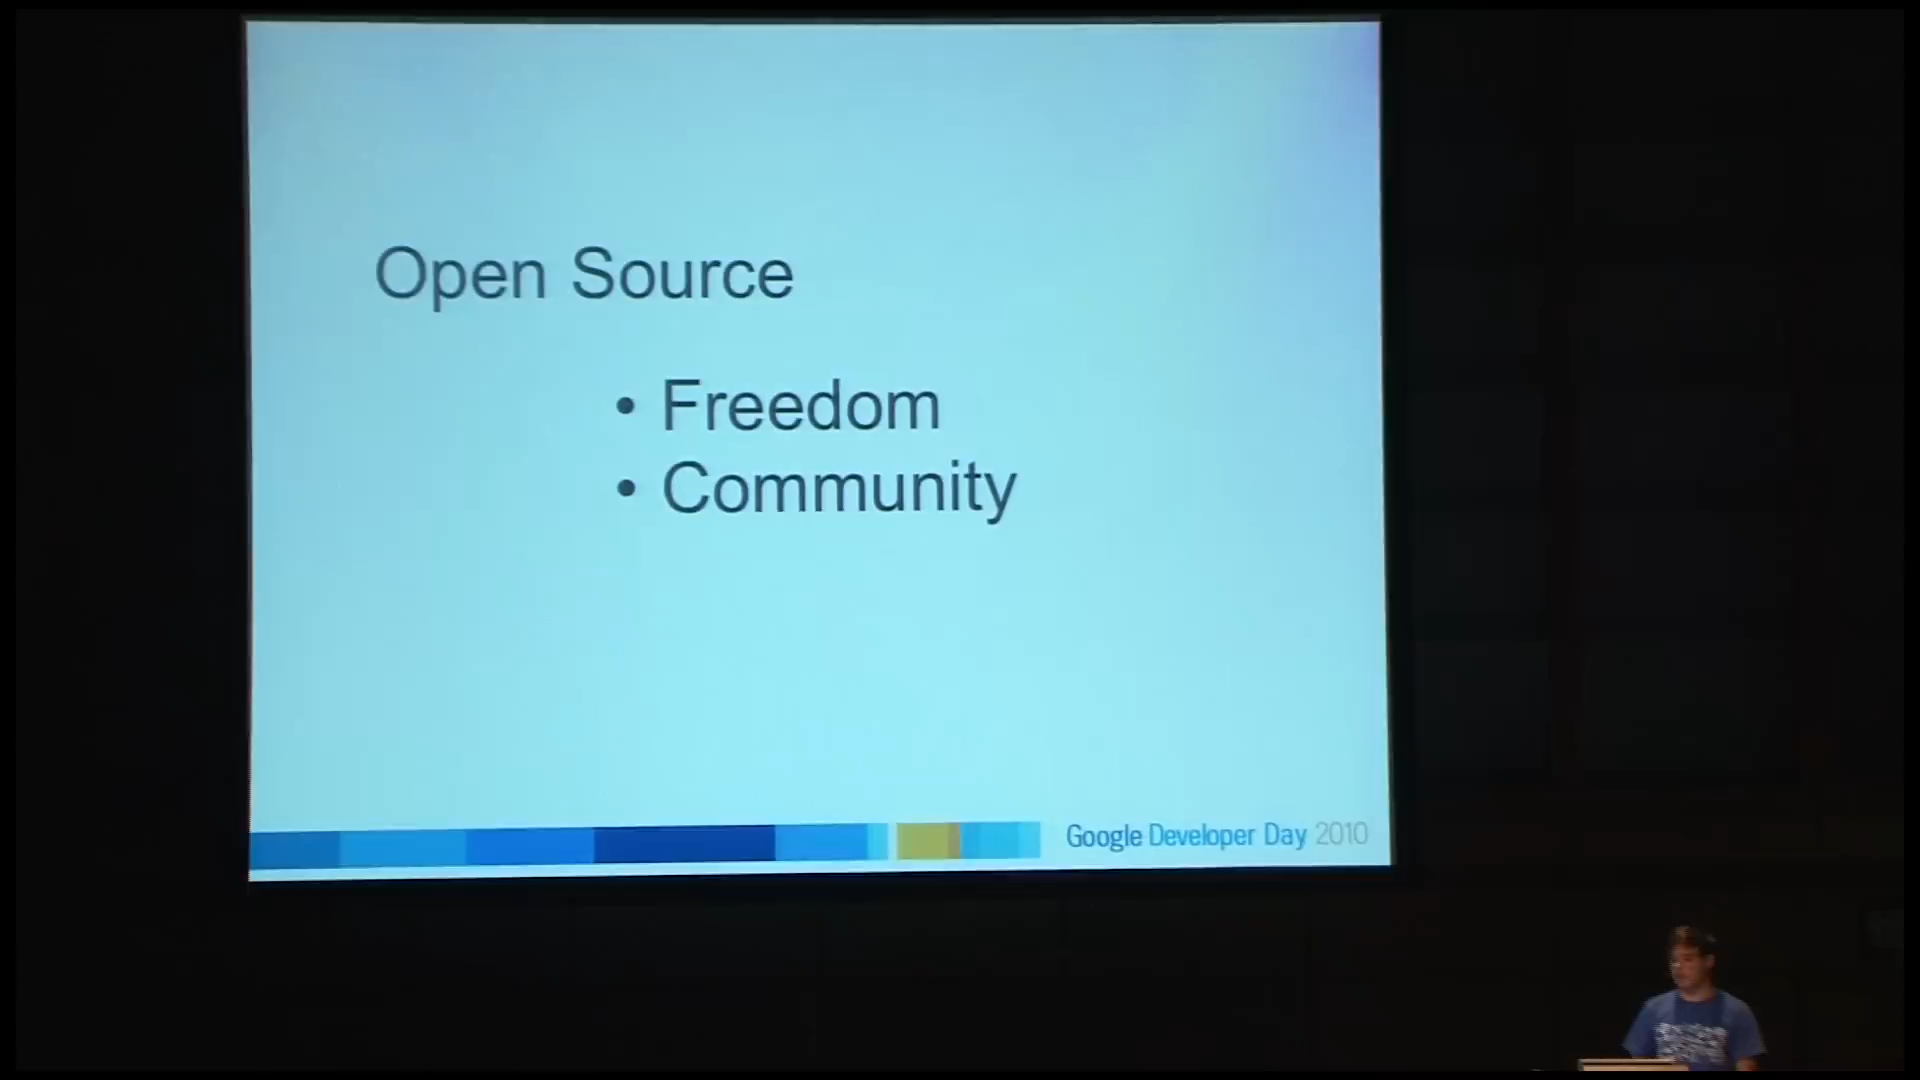 Open Source
• Freedom
• Community
Google Developer Day 2010